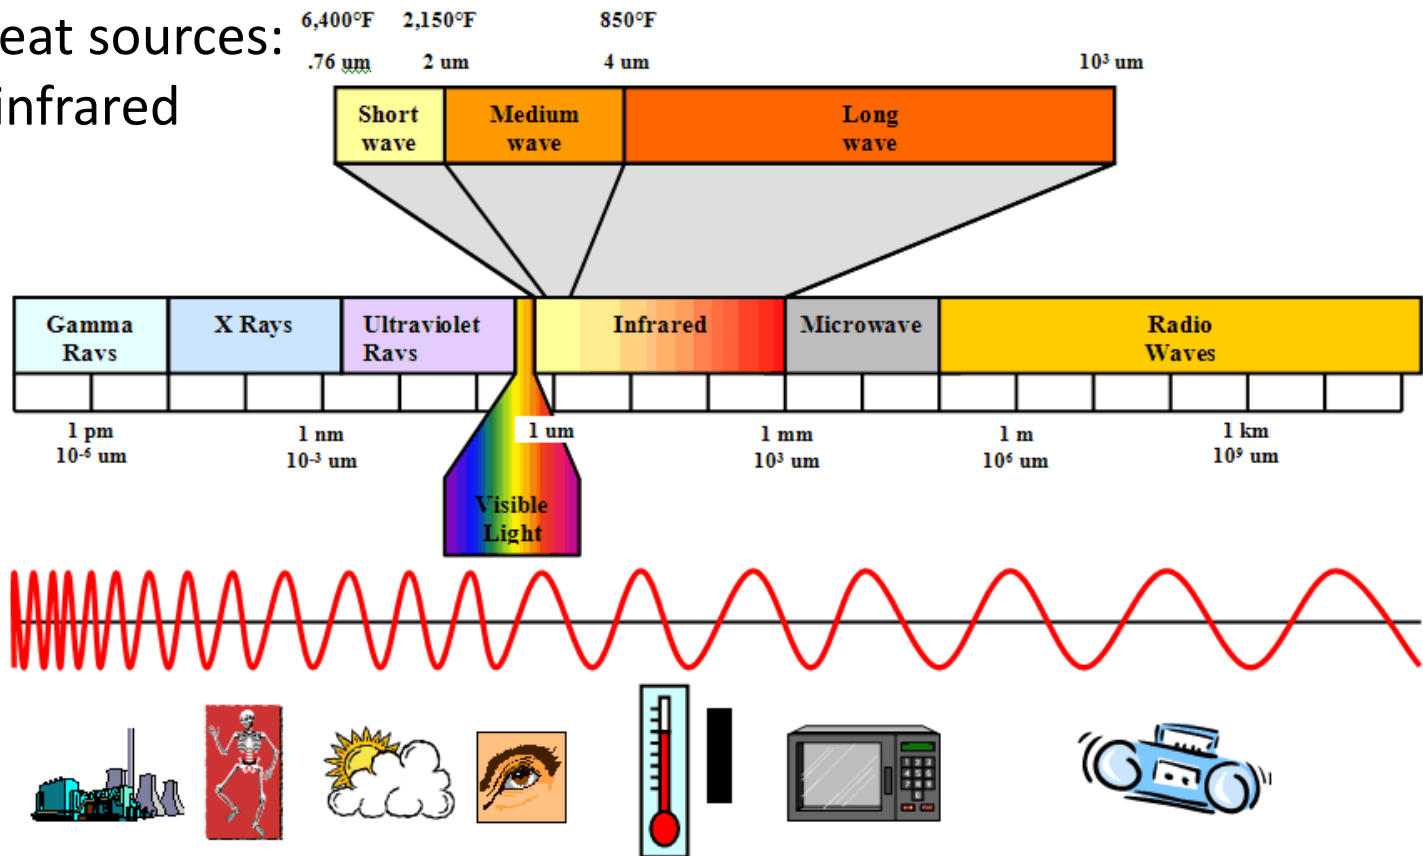 eat sources:
infrared
6,400°F 2,150°F 850°F
.76 um 2 um 4 um 10³ um
Short
wave
Medium
wave
Long
wave
Gamma
Rays
X Rays
Ultraviolet
Rays
Infrared
Microwave
Radio
Waves
1 pm
10⁻⁶ um
1 nm
10⁻³ um
1 um
1 mm
10³ um
1 m
10⁶ um
1 km
10⁹ um
Visible
Light